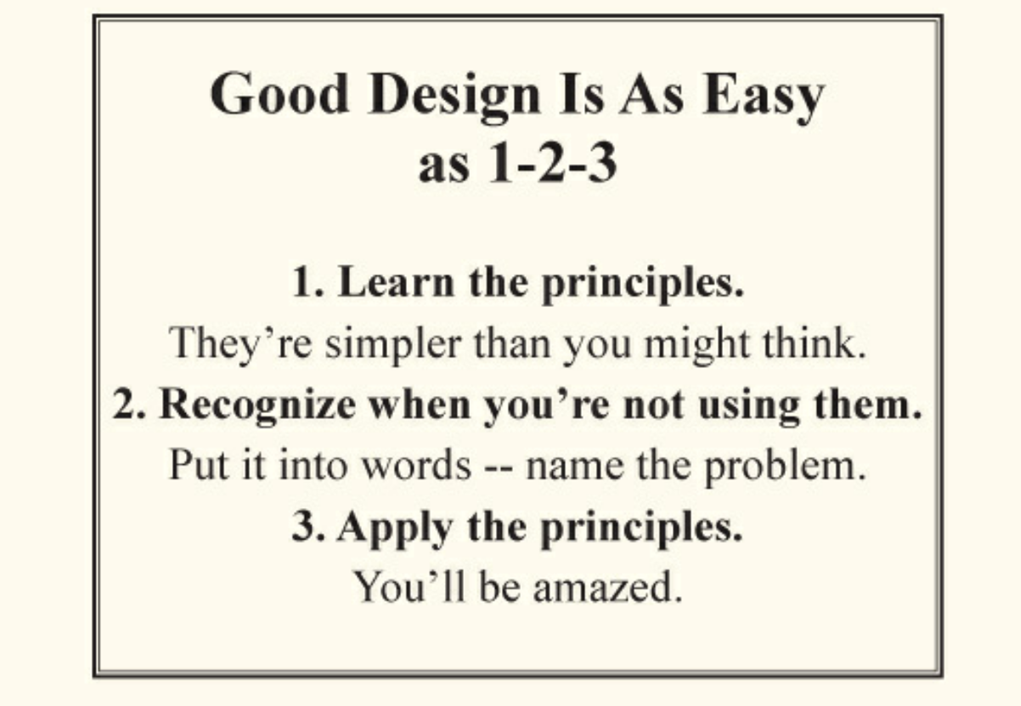 Good Design Is As Easy
as 1-2-3
1. Learn the principles.
They’re simpler than you might think.
2. Recognize when you’re not using them.
Put it into words -- name the problem.
3. Apply the principles.
You’ll be amazed.